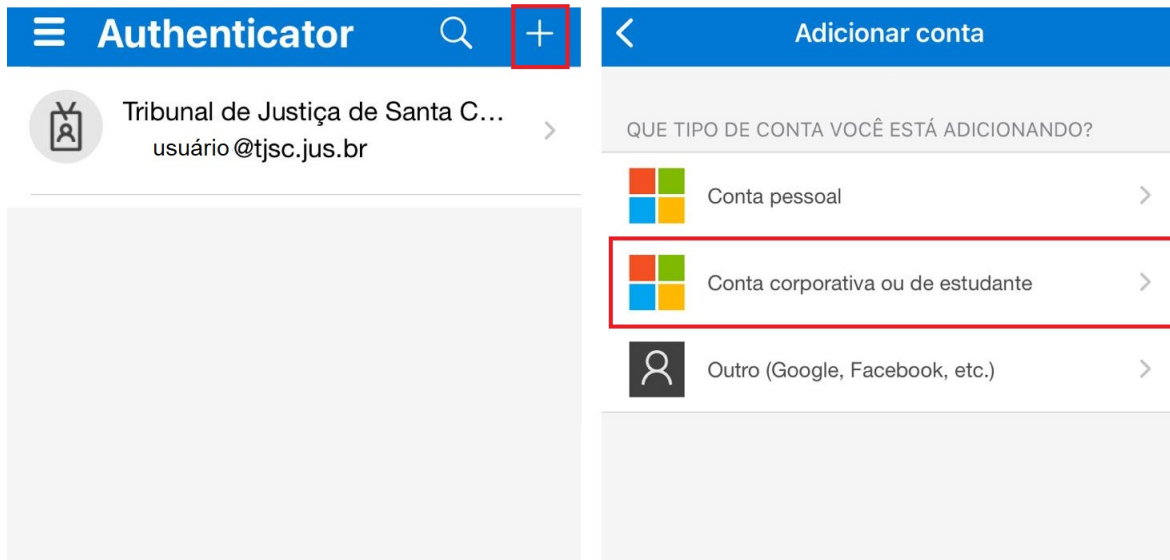 Authenticator
Tribunal de Justiça de Santa C...
usuário @tjsc.jus.br
Adicionar conta
QUE TIPO DE CONTA VOCÊ ESTÁ ADICIONANDO?
Conta pessoal
Conta corporativa ou de estudante
Outro (Google, Facebook, etc.)